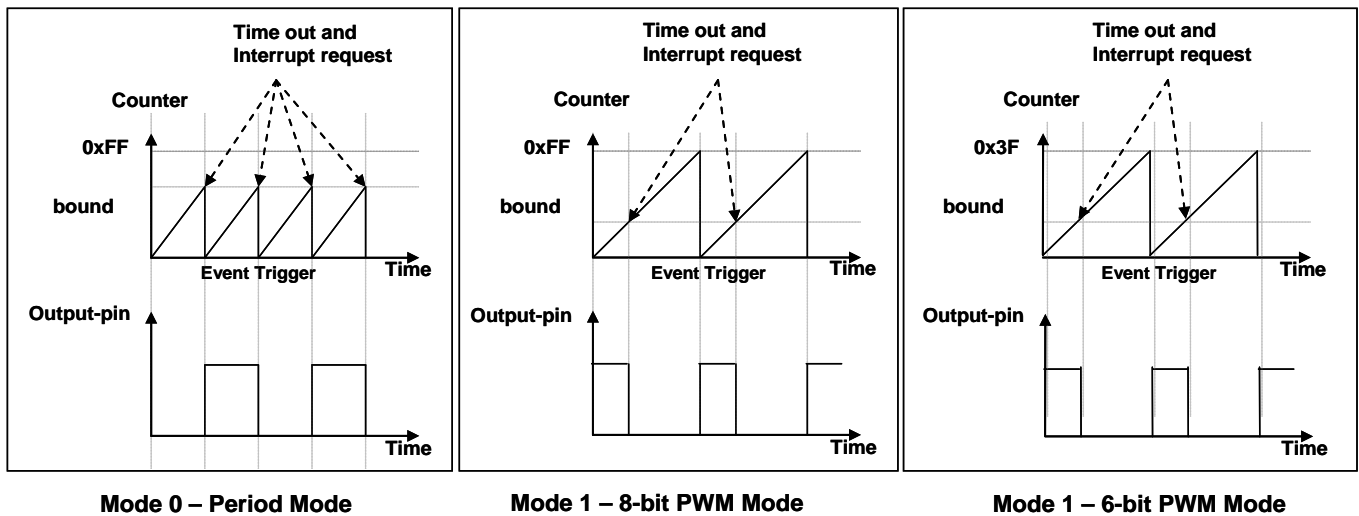 Time out and
Interrupt request
Counter
0xFF
bound
Time
Event Trigger
Output-pin
Time
Mode 0 – Period Mode
Time out and
Interrupt request
Counter
0xFF
bound
Time
Event Trigger
Output-pin
Time
Mode 1 – 8-bit PWM Mode
Time out and
Interrupt request
Counter
0x3F
bound
Time
Event Trigger
Output-pin
Time
Mode 1 – 6-bit PWM Mode